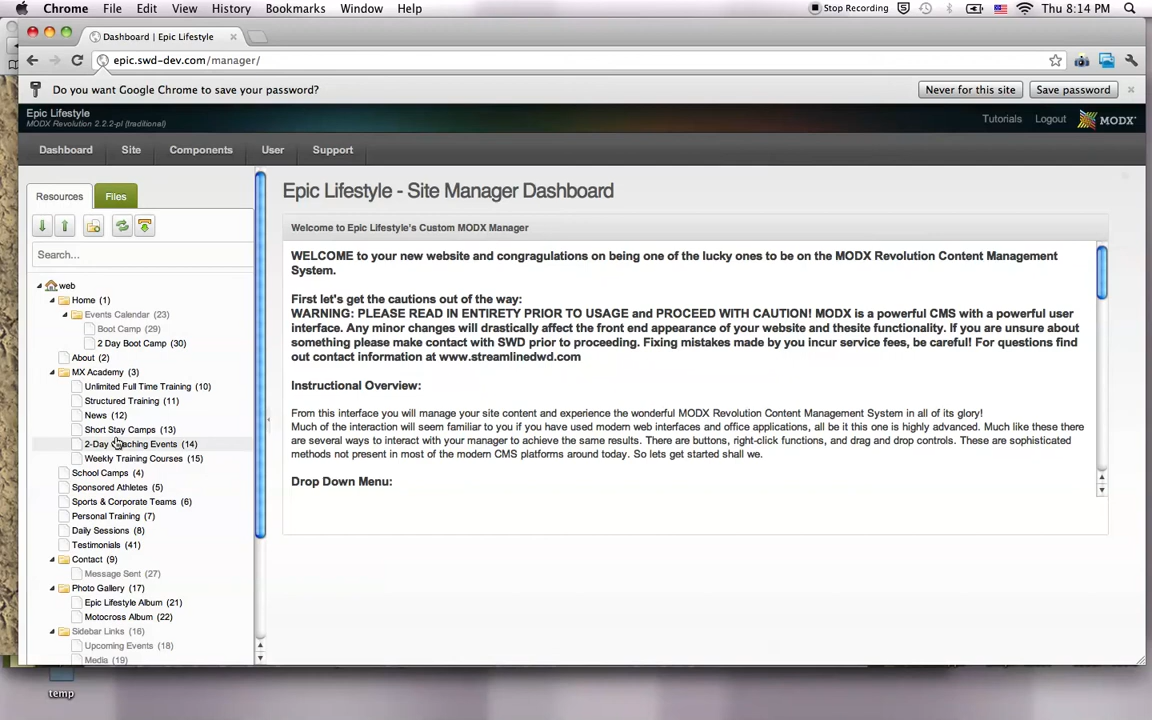 Chrome File Edit View History Bookmarks Window Help Stop Recording Thu 8:14 PM
Dashboard | Epic Lifestyle
epic.swd-dev.com/manager/
Do you want Google Chrome to save your password? Never for this site Save password
Epic Lifestyle
MODX Revolution 2.2.2-pl (traditional)
Tutorials Logout MODX
Dashboard Site Components User Support
Resources Files
Search...
web
Home (1)
Events Calendar (23)
Boot Camp (29)
2 Day Boot Camp (30)
About (2)
MX Academy (3)
Unlimited Full Time Training (10)
Structured Training (11)
News (12)
Short Stay Camps (13)
2-Day Coaching Events (14)
Weekly Training Courses (15)
School Camps (4)
Sponsored Athletes (5)
Sports & Corporate Teams (6)
Personal Training (7)
Daily Sessions (8)
Testimonials (41)
Contact (9)
Message Sent (27)
Photo Gallery (17)
Epic Lifestyle Album (21)
Motocross Album (22)
Sidebar Links (16)
Upcoming Events (18)
Media (19)
Epic Lifestyle - Site Manager Dashboard
Welcome to Epic Lifestyle's Custom MODX Manager
WELCOME to your new website and congragulations on being one of the lucky ones to be on the MODX Revolution Content Management
System.
First let's get the cautions out of the way:
WARNING: PLEASE READ IN ENTIRETY PRIOR TO USAGE and PROCEED WITH CAUTION! MODX is a powerful CMS with a powerful user
interface. Any minor changes will drastically affect the front end appearance of your website and thesite functionality. If you are unsure about
something please make contact with SWD prior to proceeding. Fixing mistakes made by you incur service fees, be careful! For questions find
out contact information at www.streamlinedwd.com
Instructional Overview:
From this interface you will manage your site content and experience the wonderful MODX Revolution Content Management System in all of its glory!
Much of the interaction will seem familiar to you if you have used modern web interfaces and office applications, all be it this one is highly advanced. Much like these there
are several ways to interact with your manager to achieve the same results. There are buttons, right-click functions, and drag and drop controls. These are sophisticated
methods not present in most of the modern CMS platforms around today. So lets get started shall we.
Drop Down Menu:
temp